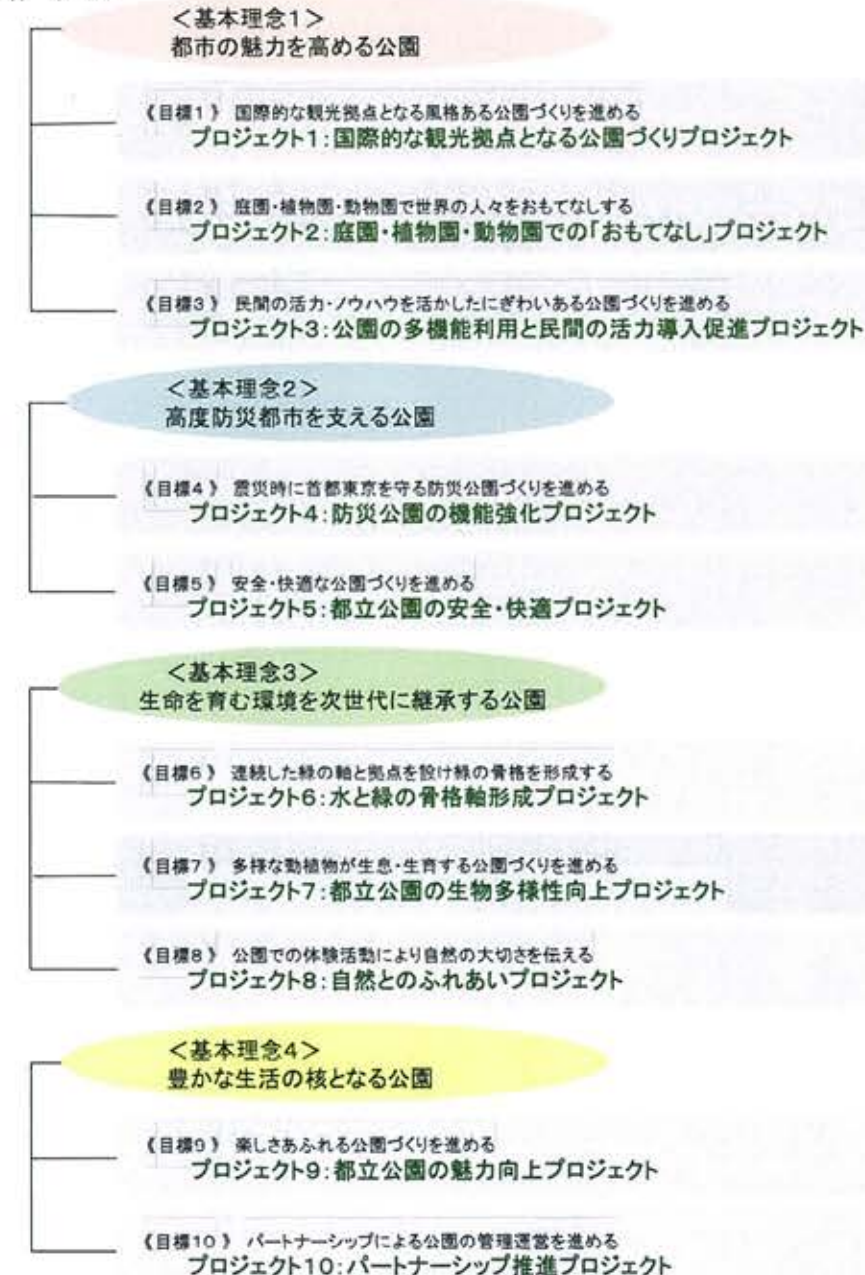 ＜基本理念１＞
都市の魅力を高める公園
《目標１》 国際的な観光拠点となる風格ある公園づくりを進める
プロジェクト１：国際的な観光拠点となる公園づくりプロジェクト
《目標２》 庭園・植物園・動物園で世界の人々をおもてなしする
プロジェクト２：庭園・植物園・動物園での「おもてなし」プロジェクト
《目標３》 民間の活力・ノウハウを活かしたにぎわいある公園づくりを進める
プロジェクト３：公園の多機能利用と民間の活力導入促進プロジェクト
＜基本理念２＞
高度防災都市を支える公園
《目標４》 震災時に首都東京を守る防災公園づくりを進める
プロジェクト４：防災公園の機能強化プロジェクト
《目標５》 安全・快適な公園づくりを進める
プロジェクト５：都立公園の安全・快適プロジェクト
＜基本理念３＞
生命を育む環境を次世代に継承する公園
《目標６》 連続した緑の軸と拠点を設け緑の骨格を形成する
プロジェクト６：水と緑の骨格軸形成プロジェクト
《目標７》 多様な動植物が生息・生育する公園づくりを進める
プロジェクト７：都立公園の生物多様性向上プロジェクト
《目標８》 公園での体験活動により自然の大切さを伝える
プロジェクト８：自然とのふれあいプロジェクト
＜基本理念４＞
豊かな生活の核となる公園
《目標９》 楽しさあふれる公園づくりを進める
プロジェクト９：都立公園の魅力向上プロジェクト
《目標１０》 パートナーシップによる公園の管理運営を進める
プロジェクト１０：パートナーシップ推進プロジェクト